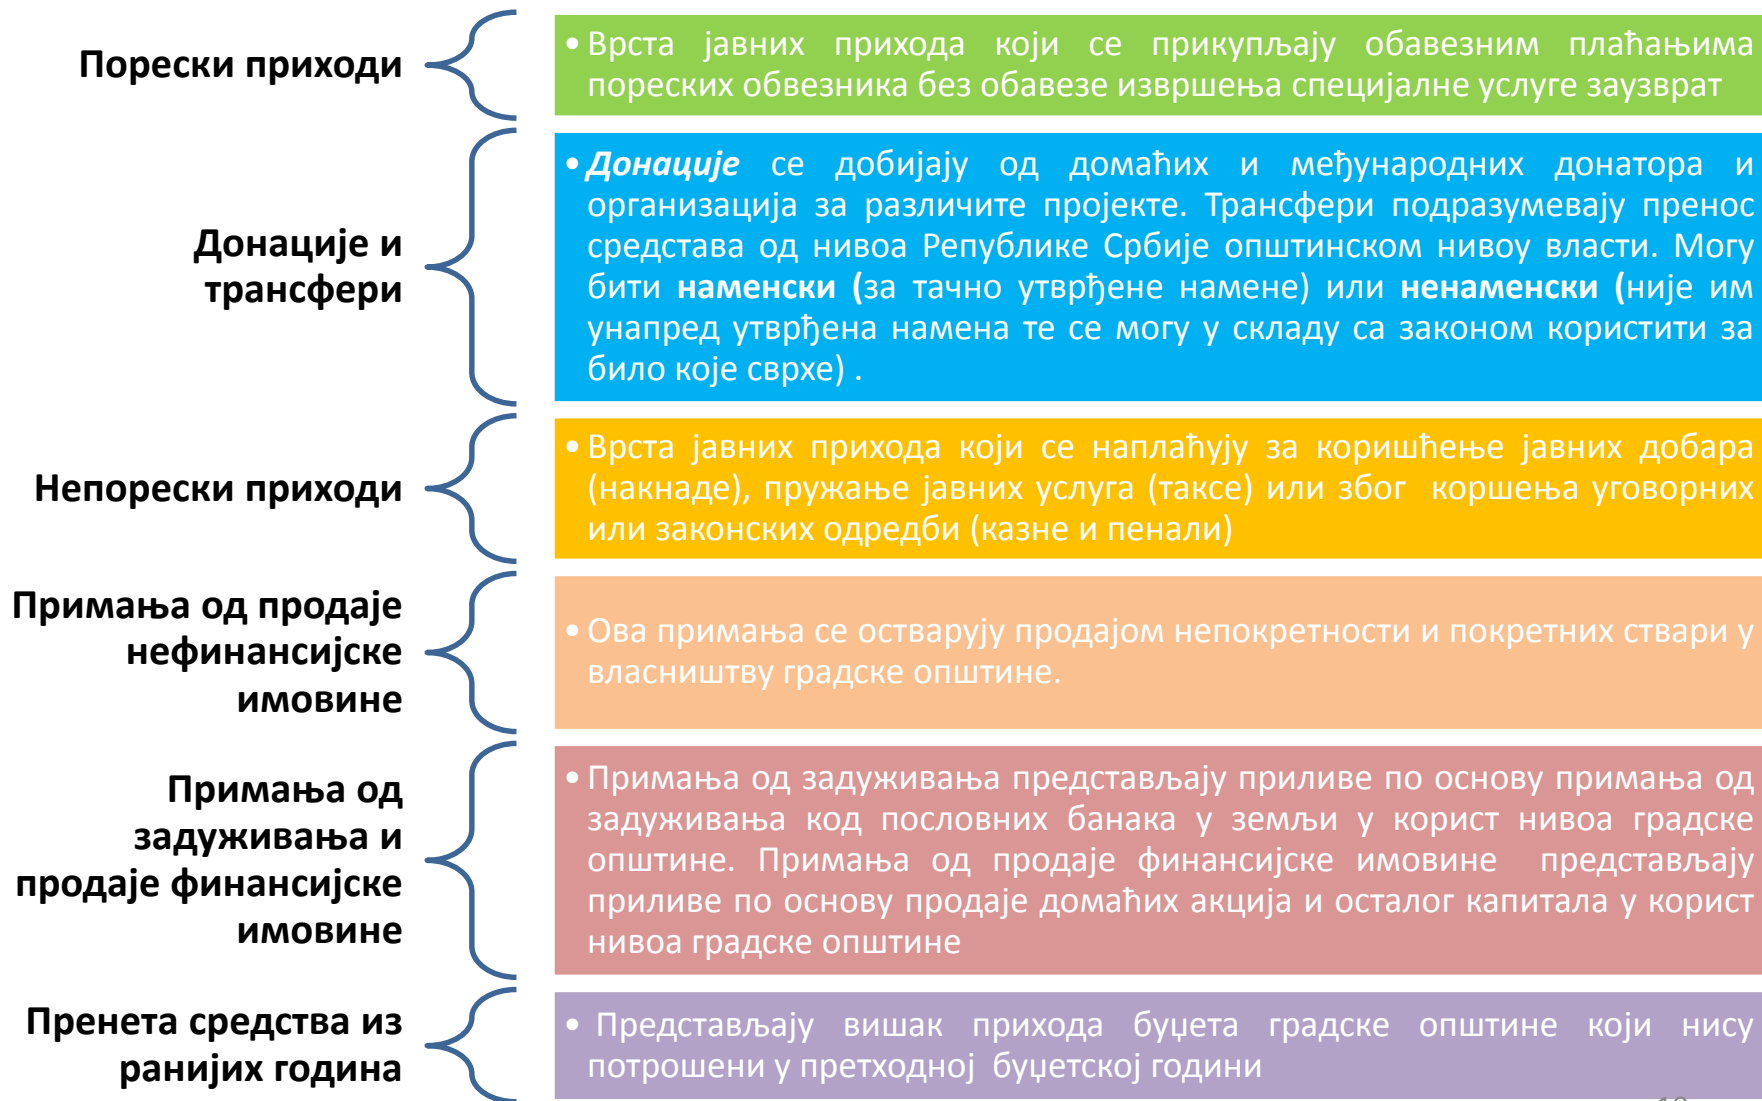 Порески приходи
• Врста јавних прихода који се прикупљају обавезним плаћањима
пореских обвезника без обавезе извршења специјалне услуге заузврат
Донације и
трансфери
• Донације се добијају од домаћих и међународних донатора и
организација за различите пројекте. Трансфери подразумевају пренос
средстава од нивоа Републике Србије општинском нивоу власти. Могу
бити наменски (за тачно утврђене намене) или ненаменски (није им
унапред утврђена намена те се могу у складу са законом користити за
било које сврхе) .
Непорески приходи
• Врста јавних прихода који се наплаћују за коришћење јавних добара
(накнаде), пружање јавних услуга (таксе) или због коршења уговорних
или законских одредби (казне и пенали)
Примања од продаје
нефинансијске
имовине
• Ова примања се остварују продајом непокретности и покретних ствари у
власништву градске општине.
Примања од
задуживања и
продаје финансијске
имовине
• Примања од задуживања представљају приливе по основу примања од
задуживања код пословних банака у земљи у корист нивоа градске
општине. Примања од продаје финансијске имовине представљају
приливе по основу продаје домаћих акција и осталог капитала у корист
нивоа градске општине
Пренета средства из
ранијих година
• Представљају вишак прихода буџета градске општине који нису
потрошени у претходној буџетској години